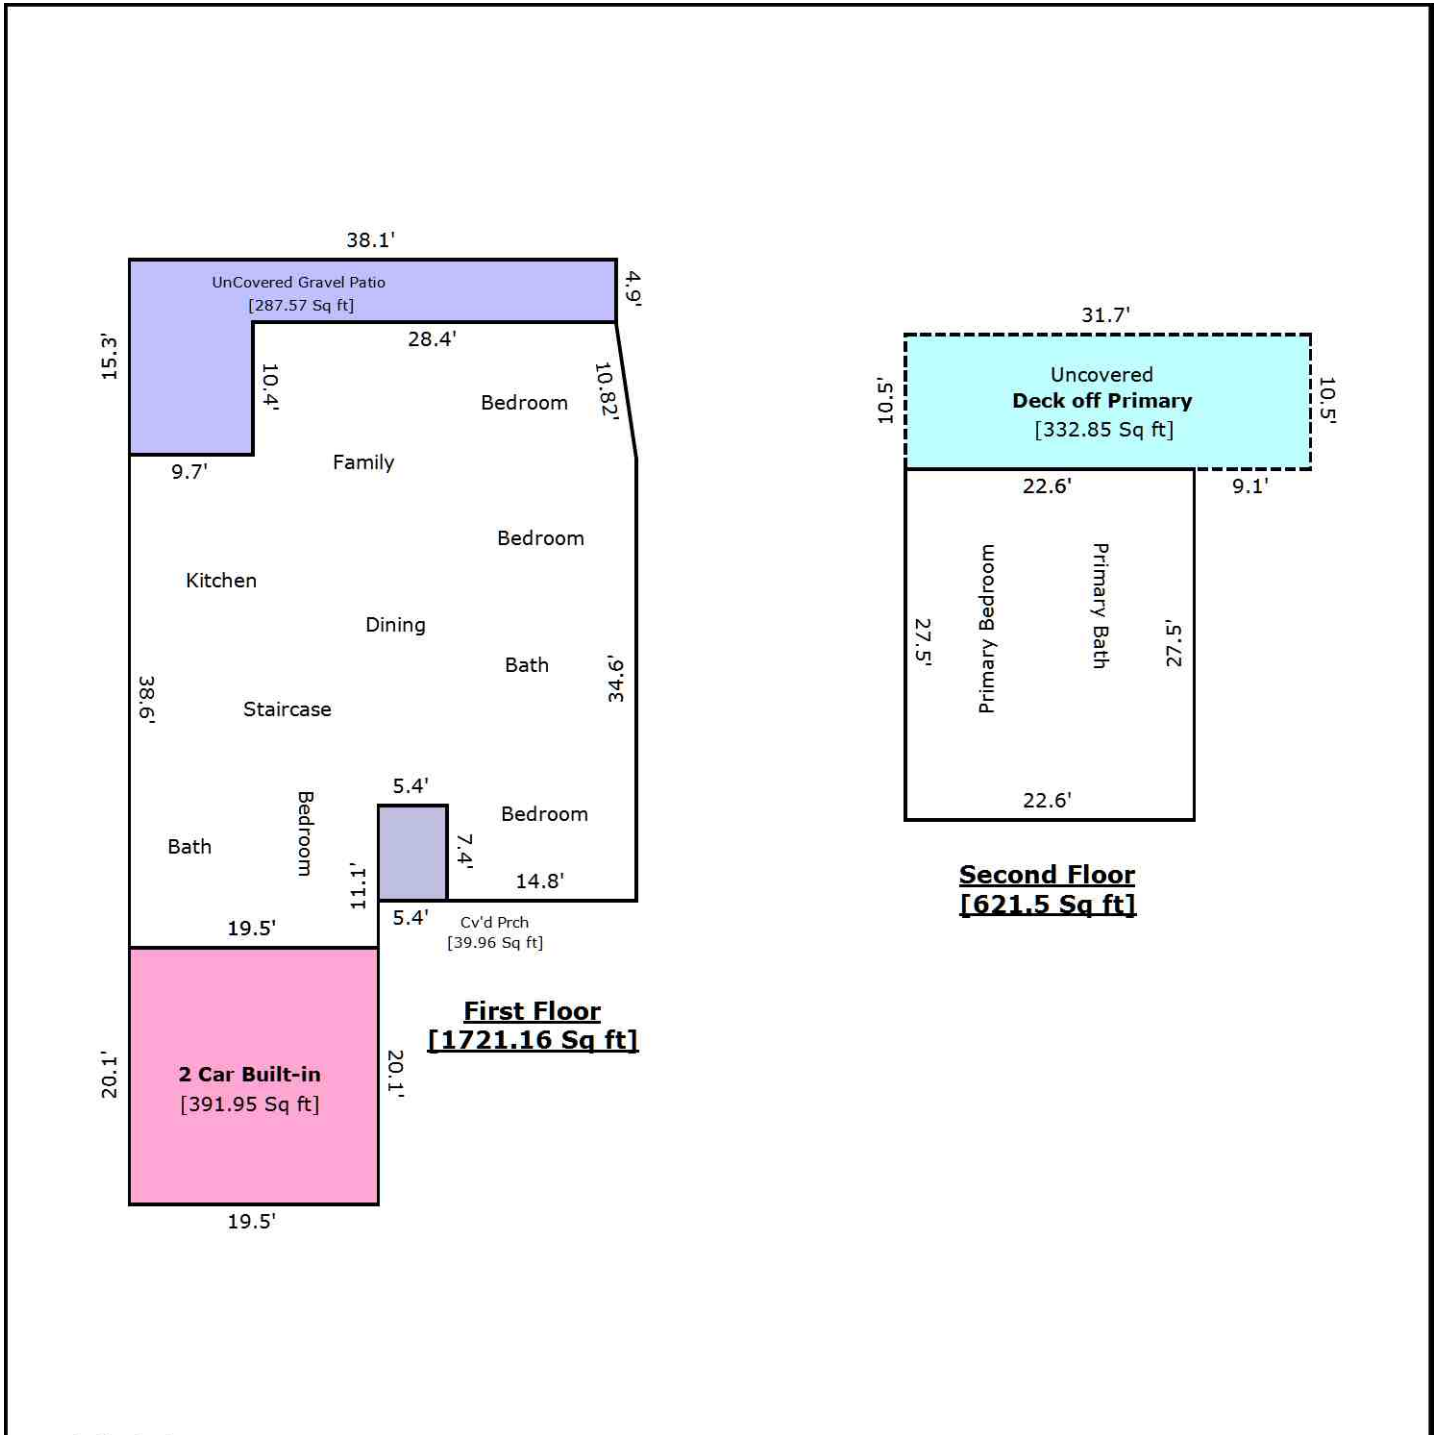 38.1'
UnCovered Gravel Patio
[287.57 Sq ft]
4.9'
15.3'
28.4'
10.4'
10.82'
Bedroom
9.7'
Family
Bedroom
Kitchen
Dining
Bath
34.6'
38.6'
Staircase
5.4'
Bedroom
Bedroom
Bath
7.4'
11.1'
14.8'
19.5'
5.4'
Cv'd Prch
[39.96 Sq ft]
First Floor
[1721.16 Sq ft]
20.1'
2 Car Built-in
[391.95 Sq ft]
20.1'
19.5'
31.7'
10.5'
Uncovered
Deck off Primary
[332.85 Sq ft]
10.5'
22.6'
9.1'
27.5'
Primary Bedroom
Primary Bath
27.5'
22.6'
Second Floor
[621.5 Sq ft]